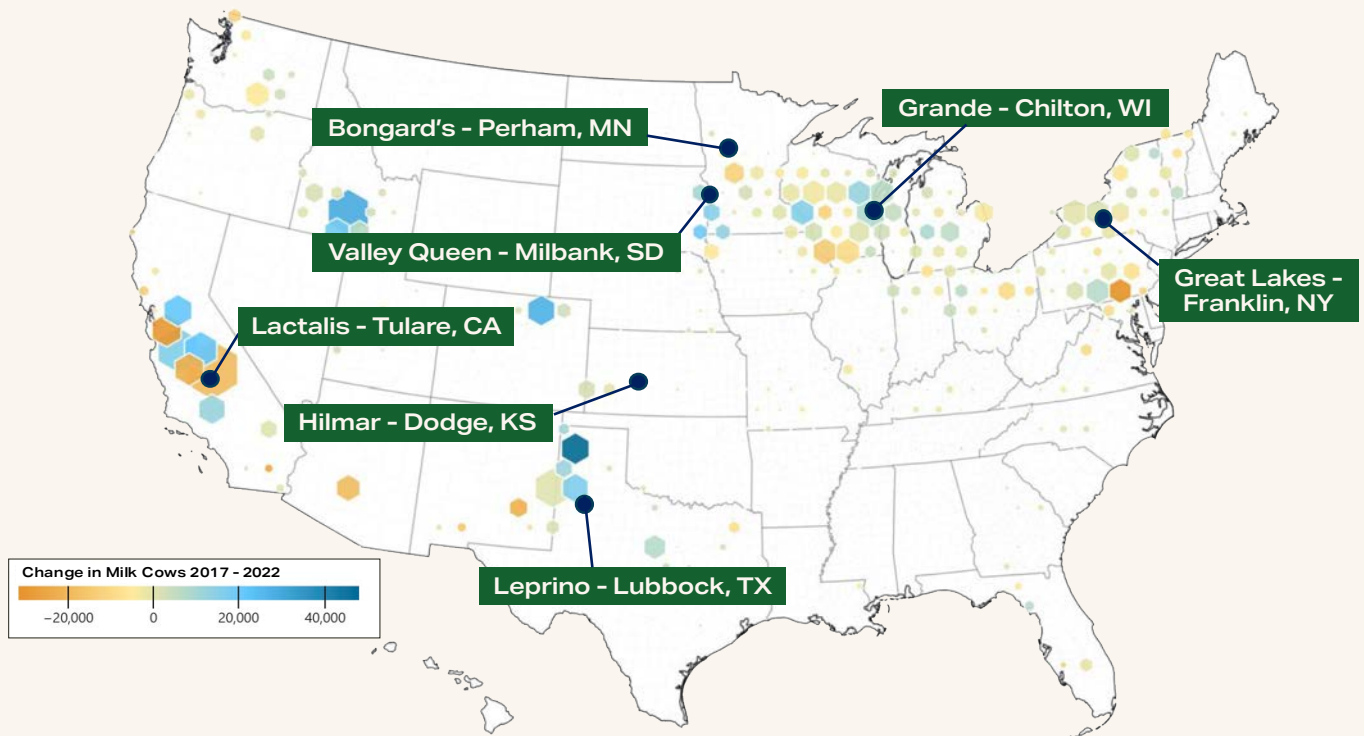 Grande - Chilton, WI
Bongard's - Perham, MN
Valley Queen - Milbank, SD
Great Lakes -
Franklin, NY
Lactalis - Tulare, CA
Hilmar - Dodge, KS
Leprino - Lubbock, TX
Change in Milk Cows 2017 - 2022
−20,000 0 20,000 40,000